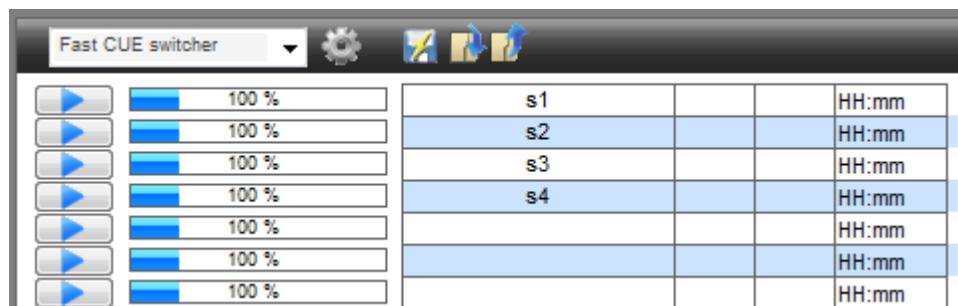 Fast CUE switcher
100 % s1 HH:mm
100 % s2 HH:mm
100 % s3 HH:mm
100 % s4 HH:mm
100 % HH:mm
100 % HH:mm
100 % HH:mm